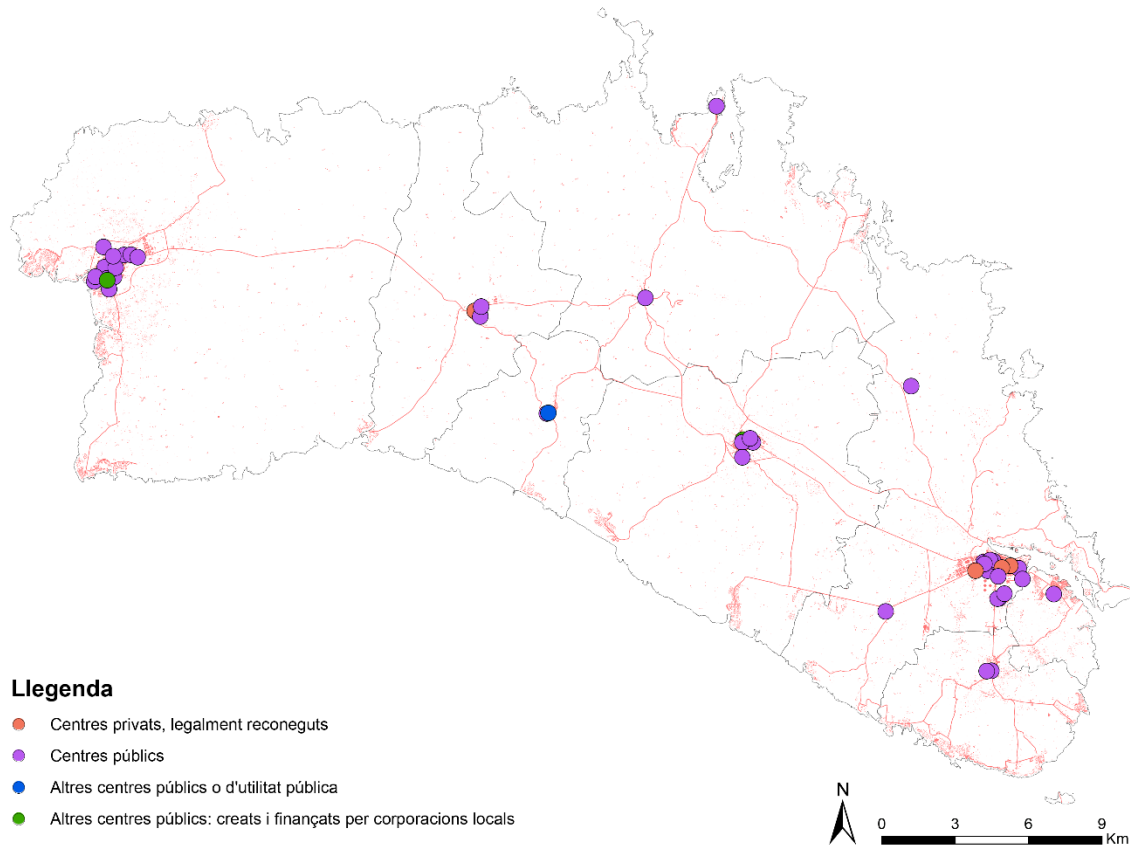 Llegenda
Centres privats, legalment reconeguts
Centres públics
Altres centres públics o d'utilitat pública
Altres centres públics: creats i finançats per corporacions locals
N
0 3 6 9
Km